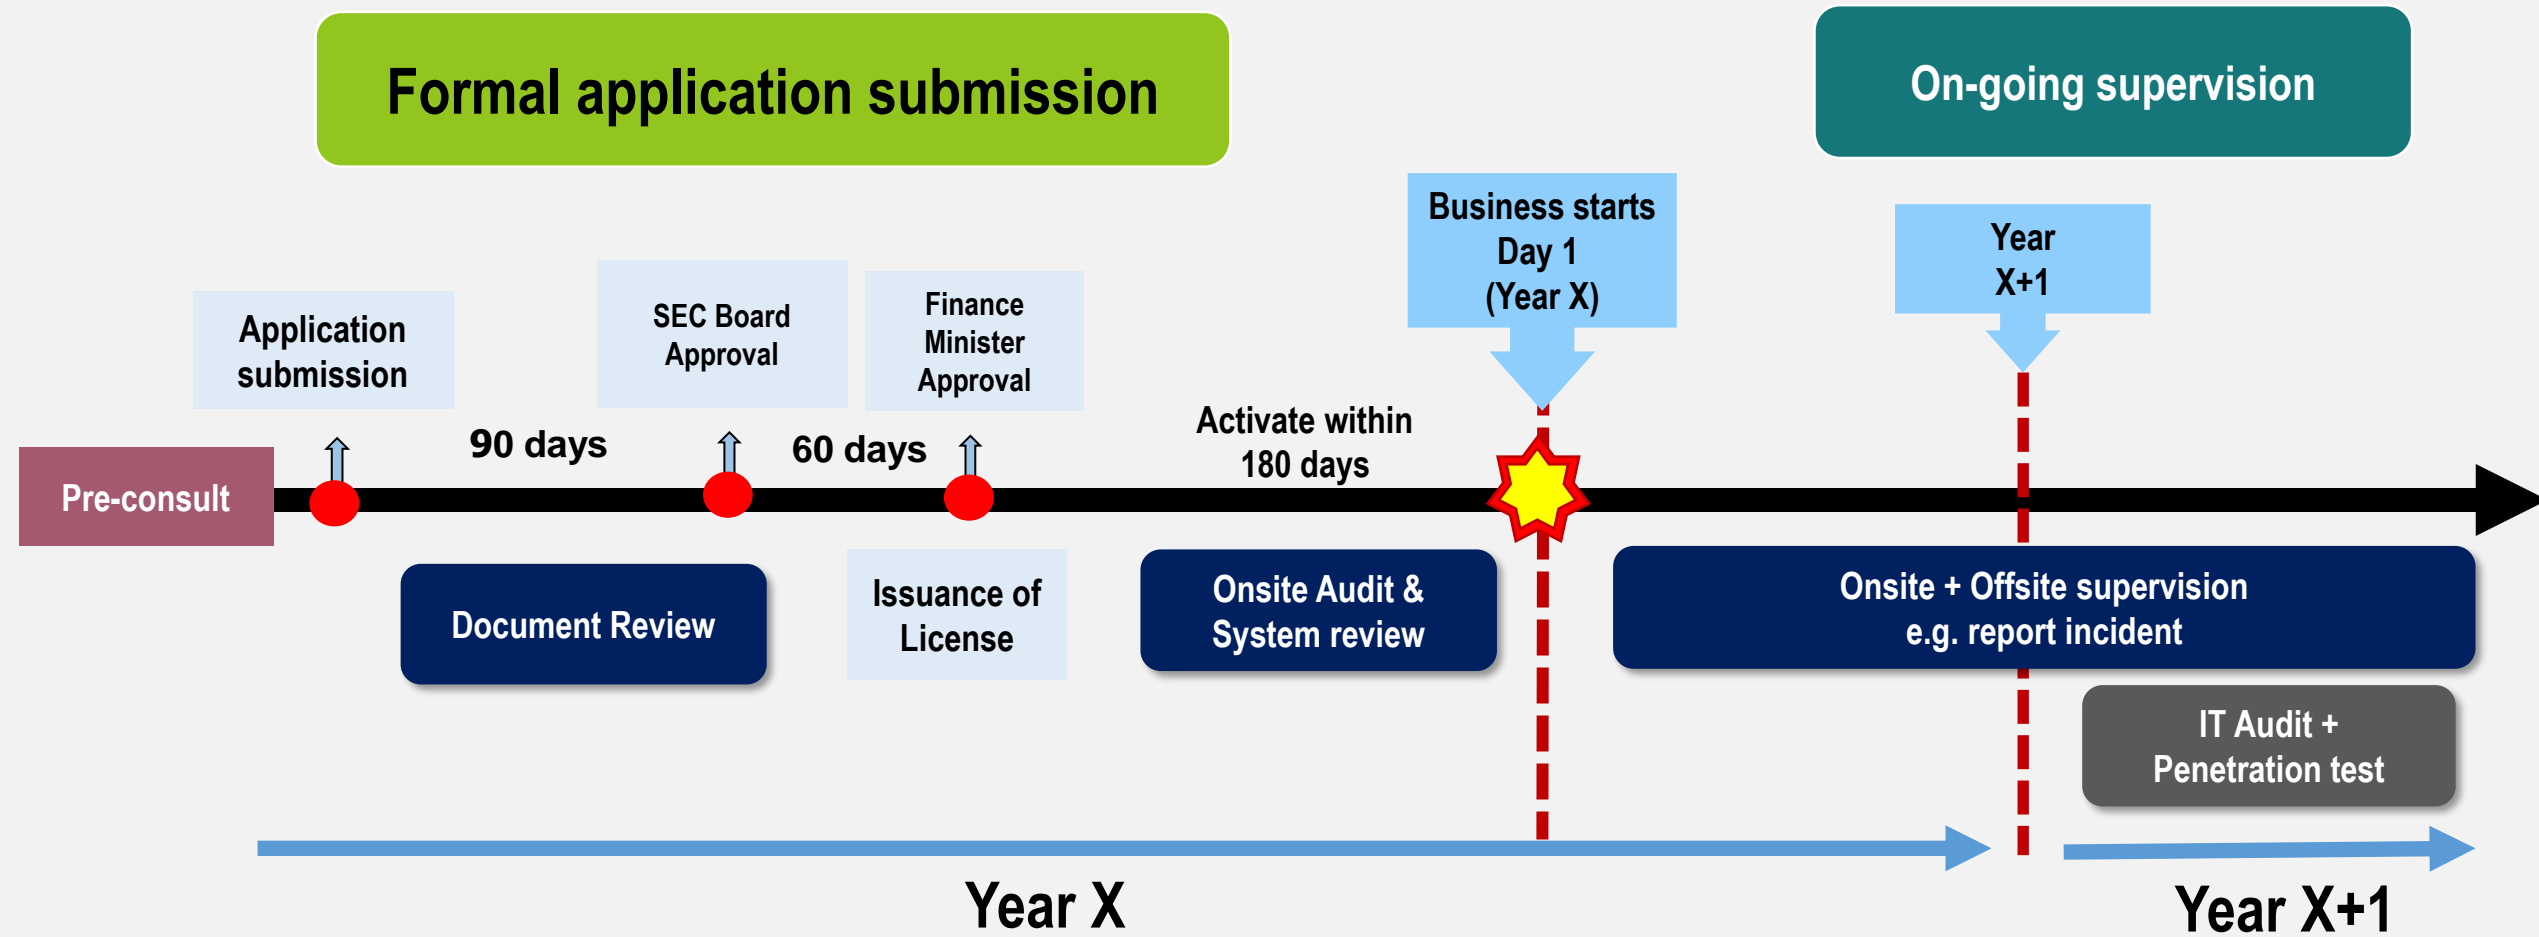 Formal application submission
On-going supervision
Business starts
Day 1
(Year X)
Year
X+1
Application
submission
SEC Board
Approval
Finance
Minister
Approval
90 days
60 days
Activate within
180 days
Pre-consult
Document Review
Issuance of
License
Onsite Audit &
System review
Onsite + Offsite supervision
e.g. report incident
IT Audit +
Penetration test
Year X
Year X+1